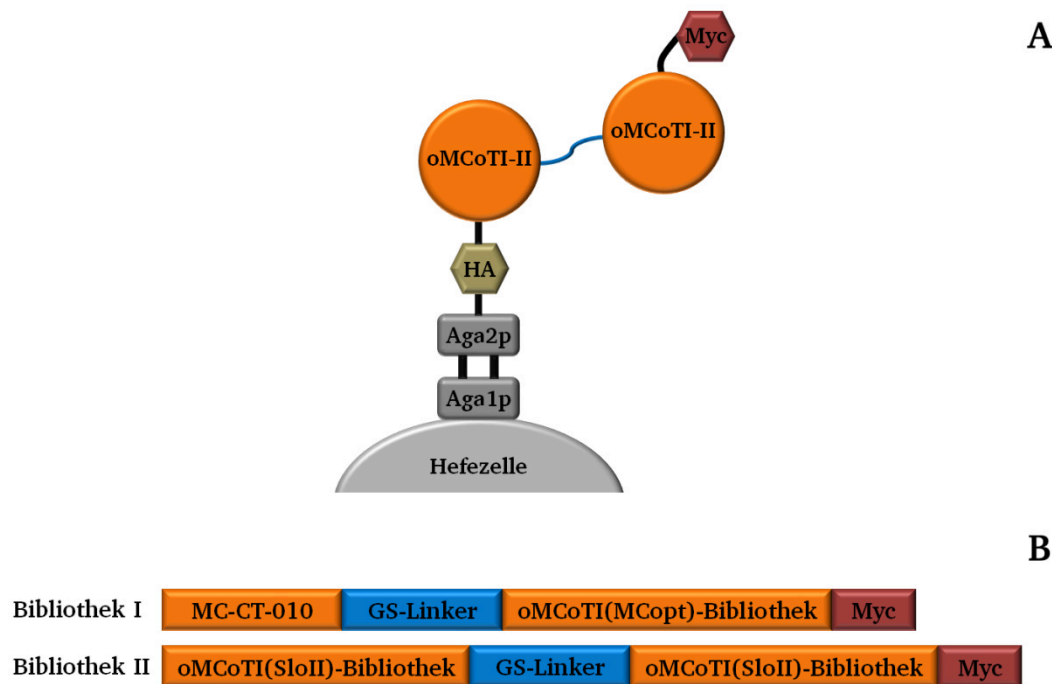 A
Myc
oMCoTI-II
oMCoTI-II
HA
Aga2p
Aga1p
Hefezelle
B
Bibliothek I MC-CT-010 GS-Linker oMCoTI(MCopt)-Bibliothek Myc
Bibliothek II oMCoTI(SloII)-Bibliothek GS-Linker oMCoTI(SloII)-Bibliothek Myc